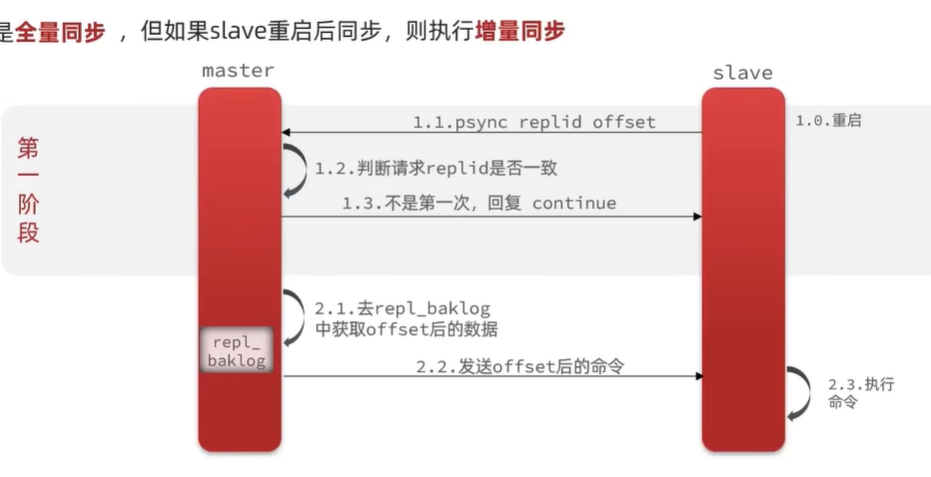 是全量同步 ，但如果slave重启后同步，则执行增量同步
master
slave
第一阶段
1.0.重启
1.1.psync replid offset
1.2.判断请求replid是否一致
1.3.不是第一次，回复 continue
2.1.去repl_baklog
中获取offset后的数据
repl_
baklog
2.2.发送offset后的命令
2.3.执行
命令